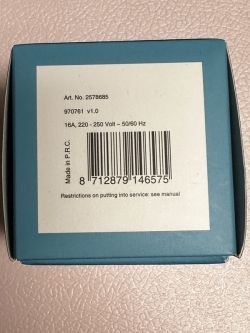 Art. No. 2578685
970761 v1.0
16A, 220 - 250 Volt ~ 50/60 Hz
Made in P.R.C.
8 712879 146575
Restrictions on putting into service: see manual